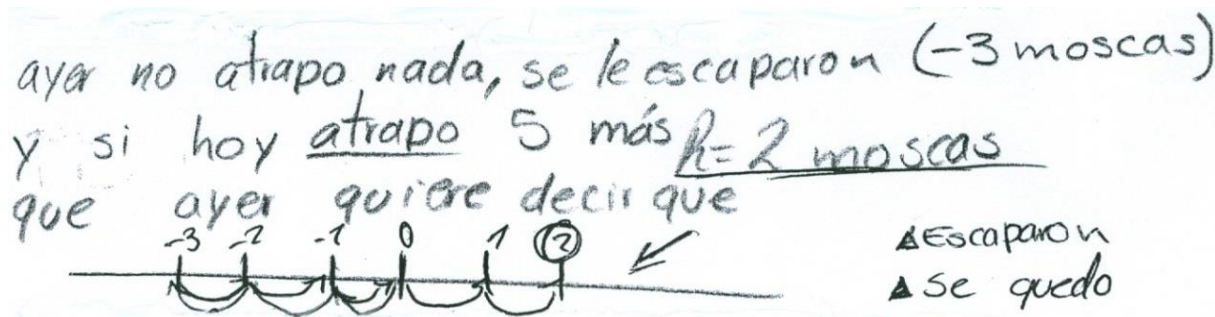 ayer no atrapo nada, se le escaparon (-3 moscas)
y si hoy atrapo 5 más R= 2 moscas
que ayer quiere decir que
-3 -2 -1 0 1 2
▲Escaparon
▲se quedo